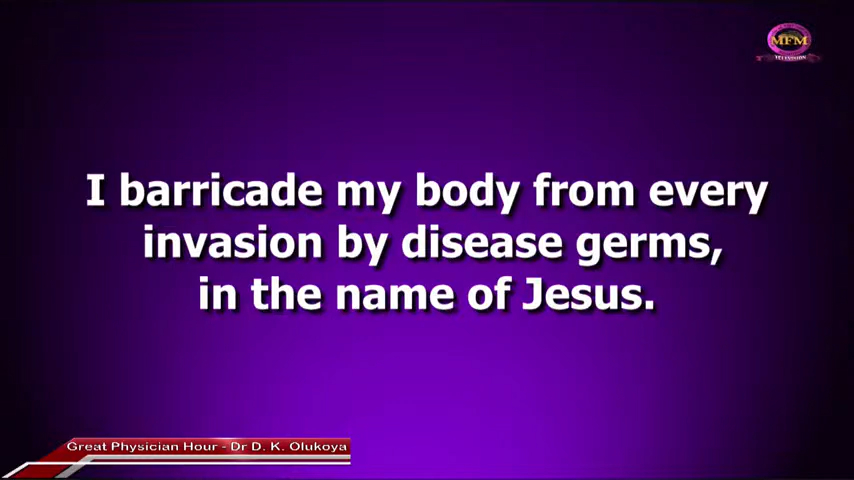 MFM
TELEVISION
I barricade my body from every
invasion by disease germs,
in the name of Jesus.
Great Physician Hour - Dr D. K. Olukoya